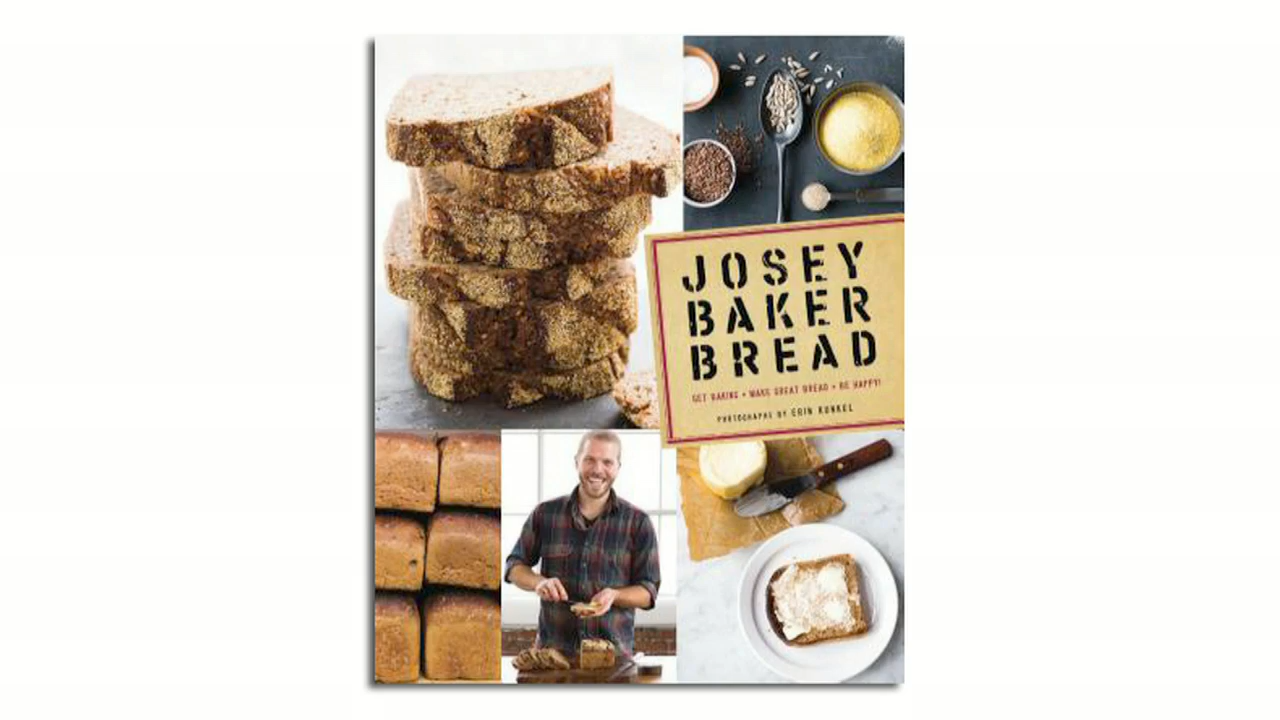 JOSEY
BAKER
BREAD
GET BAKING • MAKE GREAT BREAD • BE HAPPY!
PHOTOGRAPHS BY ERIN KUNKEL